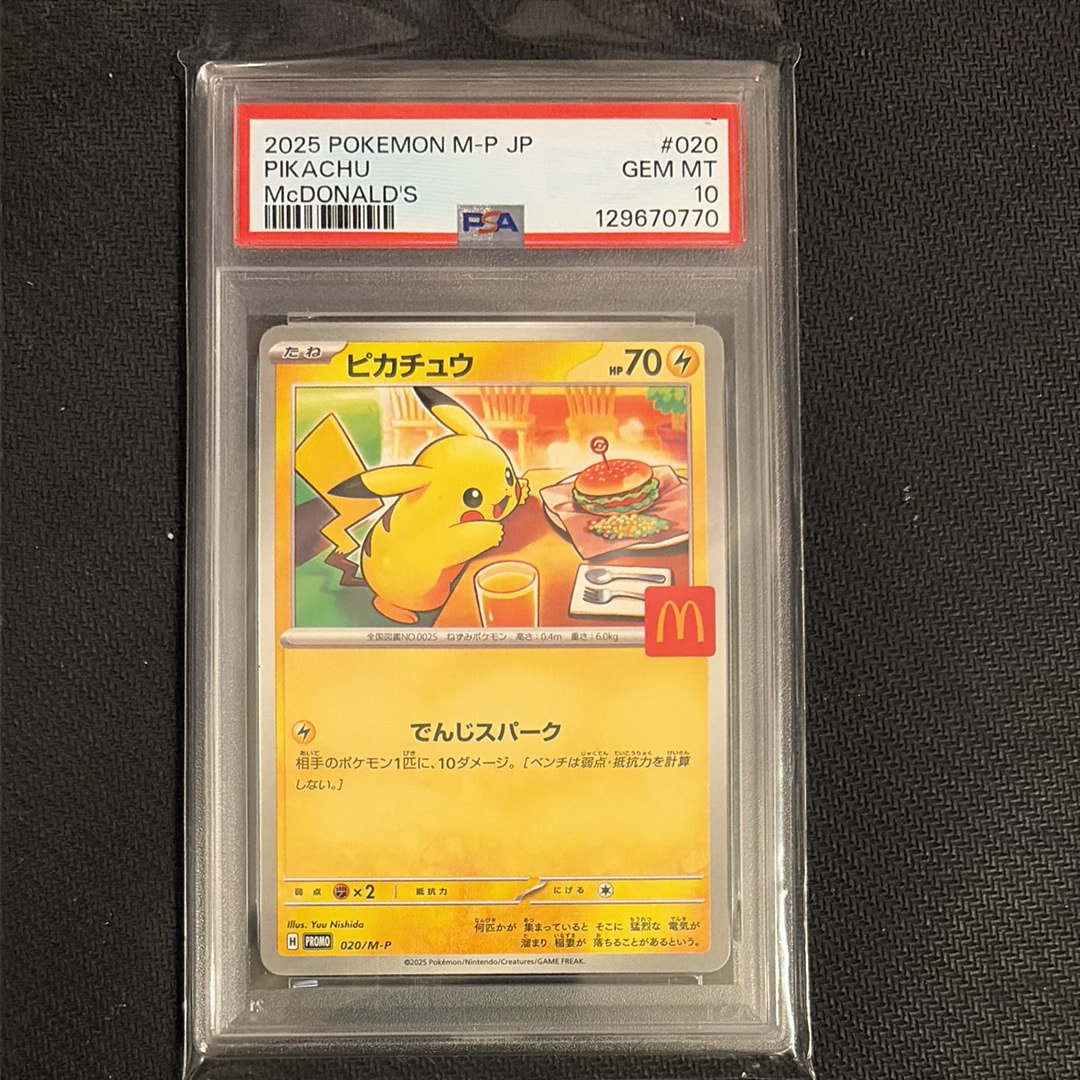 2025 POKEMON M-P JP #020
PIKACHU GEM MT
McDONALD'S 10
PSA 129670770
たね ピカチュウ HP70
全国図鑑NO.0025 ねずみポケモン 高さ:0.4m 重さ:6.0kg
でんじスパーク
相手のポケモン1匹に、10ダメージ。[ベンチは弱点・抵抗力を計算
しない。]
弱点 ×2 抵抗力 にげる
Illus. Yuu Nishida
何匹かが 集まっていると そこに 猛烈な 電気が
溜まり 稲妻が 落ちることがあるという。
H PROMO 020/M-P
©2025 Pokémon/Nintendo/Creatures/GAME FREAK.